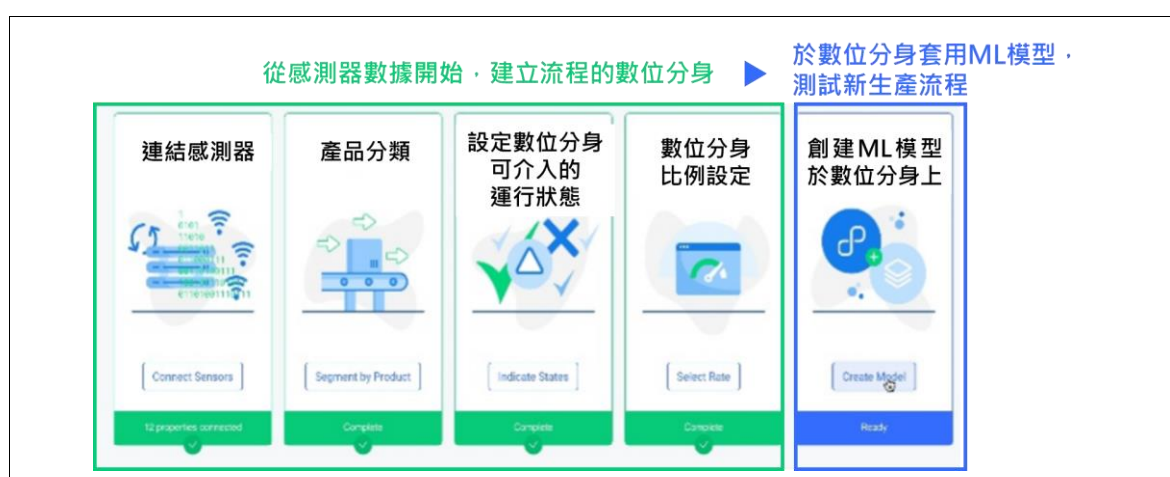 從感測器數據開始，建立流程的數位分身
於數位分身套用ML模型，
測試新生產流程
連結感測器
Connect Sensors
12 properties connected
產品分類
Segment by Product
Complete
設定數位分身
可介入的
運行狀態
Indicate States
Complete
數位分身
比例設定
Select Rate
Complete
創建ML模型
於數位分身上
Create Model
Ready